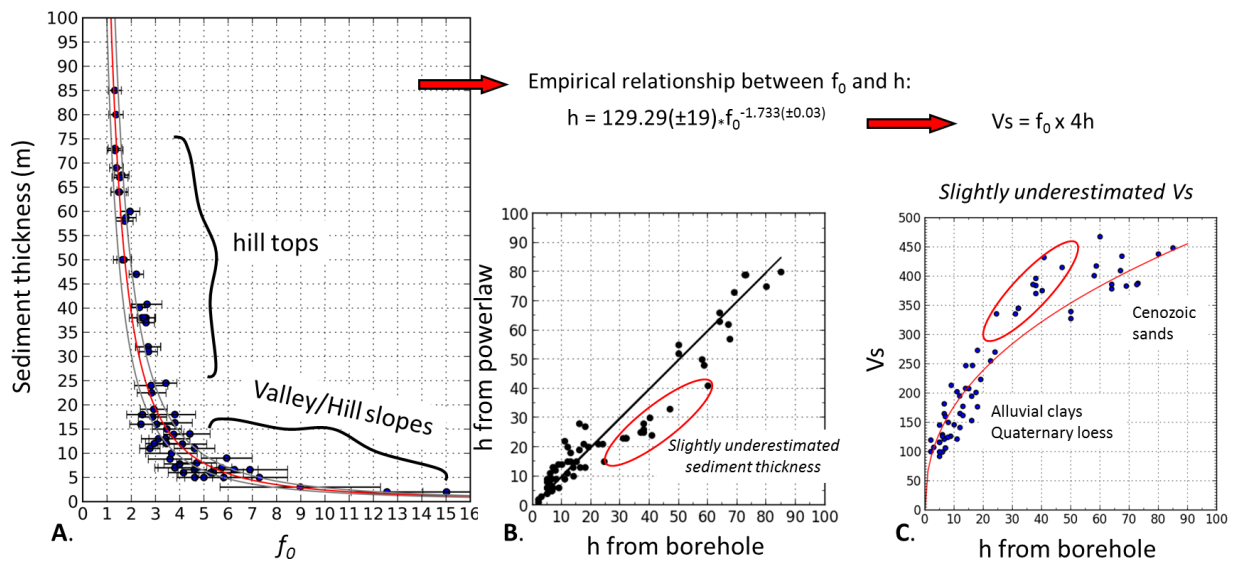 100
95
90
85
80
75
70
65
60
55
50
45
40
35
30
25
20
15
10
5
0
Sediment thickness (m)
hill tops
Valley/Hill slopes
0 1 2 3 4 5 6 7 8 9 10 11 12 13 14 15 16
A.
f0
Empirical relationship between f0 and h:
h = 129.29(±19)*f0-1.733(±0.03)
Vs = f0 x 4h
100
90
80
70
60
50
40
30
20
10
0
h from powerlaw
Slightly underestimated
sediment thickness
0 10 20 30 40 50 60 70 80 90 100
B.
h from borehole
Slightly underestimated Vs
500
450
400
350
300
250
200
150
100
50
0
Vs
Cenozoic
sands
Alluvial clays
Quaternary loess
0 10 20 30 40 50 60 70 80 90 100
C.
h from borehole